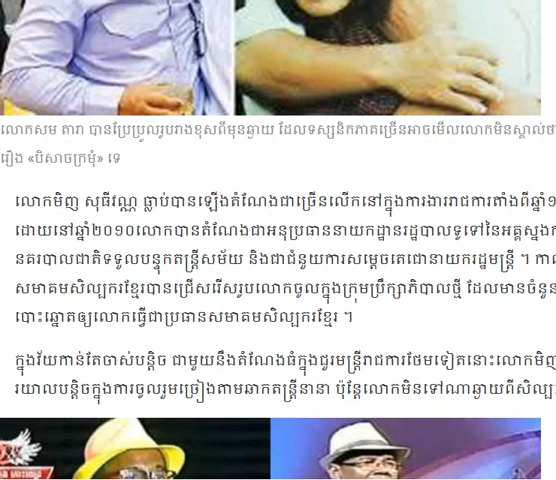 លោកសម តារា បានប្រែប្រួលរូបរាងខុសពីមុនឆ្ងាយ ដែលទស្សនិកភាគច្រើនអាចមើលលោកមិនស្គាល់ថា
រឿង «បិសាចក្រមុំ» ទេ
លោកមិញ សុធីវណ្ណ ធ្លាប់បានឡើងតំណែងជាច្រើនលើកនៅក្នុងការងាររាជការតាំងពីឆ្នាំ១
ដោយនៅឆ្នាំ២០១០លោកបានតំណែងជាអនុប្រធាននាយកដ្ឋានរដ្ឋបាលទូទៅនៃអគ្គស្នងក
នគរបាលជាតិទទួលបន្ទុកតន្ត្រីសម័យ និងជាជំនួយការសម្តេចតេជោនាយករដ្ឋមន្ត្រី ។ កាល
សមាគមសិល្បករខ្មែរបានជ្រើសរើសរូបលោកចូលក្នុងក្រុមប្រឹក្សាភិបាលថ្មី ដែលមានចំនួន
បោះឆ្នោតឲ្យលោកធ្វើជាប្រធានសមាគមសិល្បករខ្មែរ ។
ក្នុងវ័យកាន់តែចាស់បន្តិច ជាមួយនឹងតំណែងធំក្នុងជួរមន្ត្រីរាជការថែមទៀតនោះលោកមិញ
រយាលបន្តិចក្នុងការចូលរួមច្រៀងតាមឆាកតន្ត្រីនានា ប៉ុន្តែលោកមិនទៅណាឆ្ងាយពីសិល្បៈ